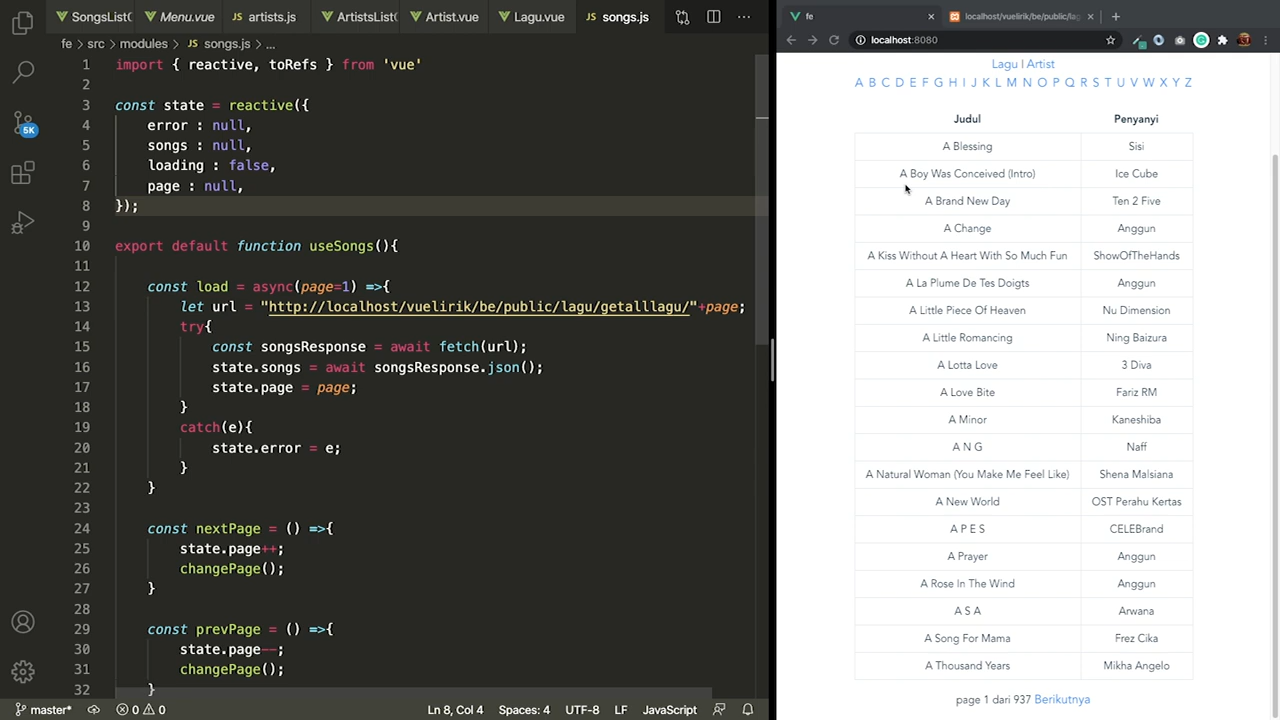 SongsList
Menu.vue
artists.js
ArtistsList
Artist.vue
Lagu.vue
songs.js
fe > src > modules > songs.js > ...
5K
1 import { reactive, toRefs } from 'vue'
2
3 const state = reactive({
4 error : null,
5 songs : null,
6 loading : false,
7 page : null,
8 });
9
10 export default function useSongs(){
11
12 const load = async(page=1) =>{
13 let url = "http://localhost/vuelirik/be/public/lagu/getalllagu/"+page;
14 try{
15 const songsResponse = await fetch(url);
16 state.songs = await songsResponse.json();
17 state.page = page;
18 }
19 catch(e){
20 state.error = e;
21 }
22 }
23
24 const nextPage = () =>{
25 state.page++;
26 changePage();
27 }
28
29 const prevPage = () =>{
30 state.page--;
31 changePage();
32 }
master* 0 0 Ln 8, Col 4 Spaces: 4 UTF-8 LF JavaScript
fe
localhost/vuelirik/be/public/lag
localhost:8080
Lagu | Artist
A B C D E F G H I J K L M N O P Q R S T U V W X Y Z
Judul Penyanyi
A Blessing Sisi
A Boy Was Conceived (Intro) Ice Cube
A Brand New Day Ten 2 Five
A Change Anggun
A Kiss Without A Heart With So Much Fun ShowOfTheHands
A La Plume De Tes Doigts Anggun
A Little Piece Of Heaven Nu Dimension
A Little Romancing Ning Baizura
A Lotta Love 3 Diva
A Love Bite Fariz RM
A Minor Kaneshiba
A N G Naff
A Natural Woman (You Make Me Feel Like) Shena Malsiana
A New World OST Perahu Kertas
A P E S CELEBrand
A Prayer Anggun
A Rose In The Wind Anggun
A S A Arwana
A Song For Mama Frez Cika
A Thousand Years Mikha Angelo
page 1 dari 937 Berikutnya